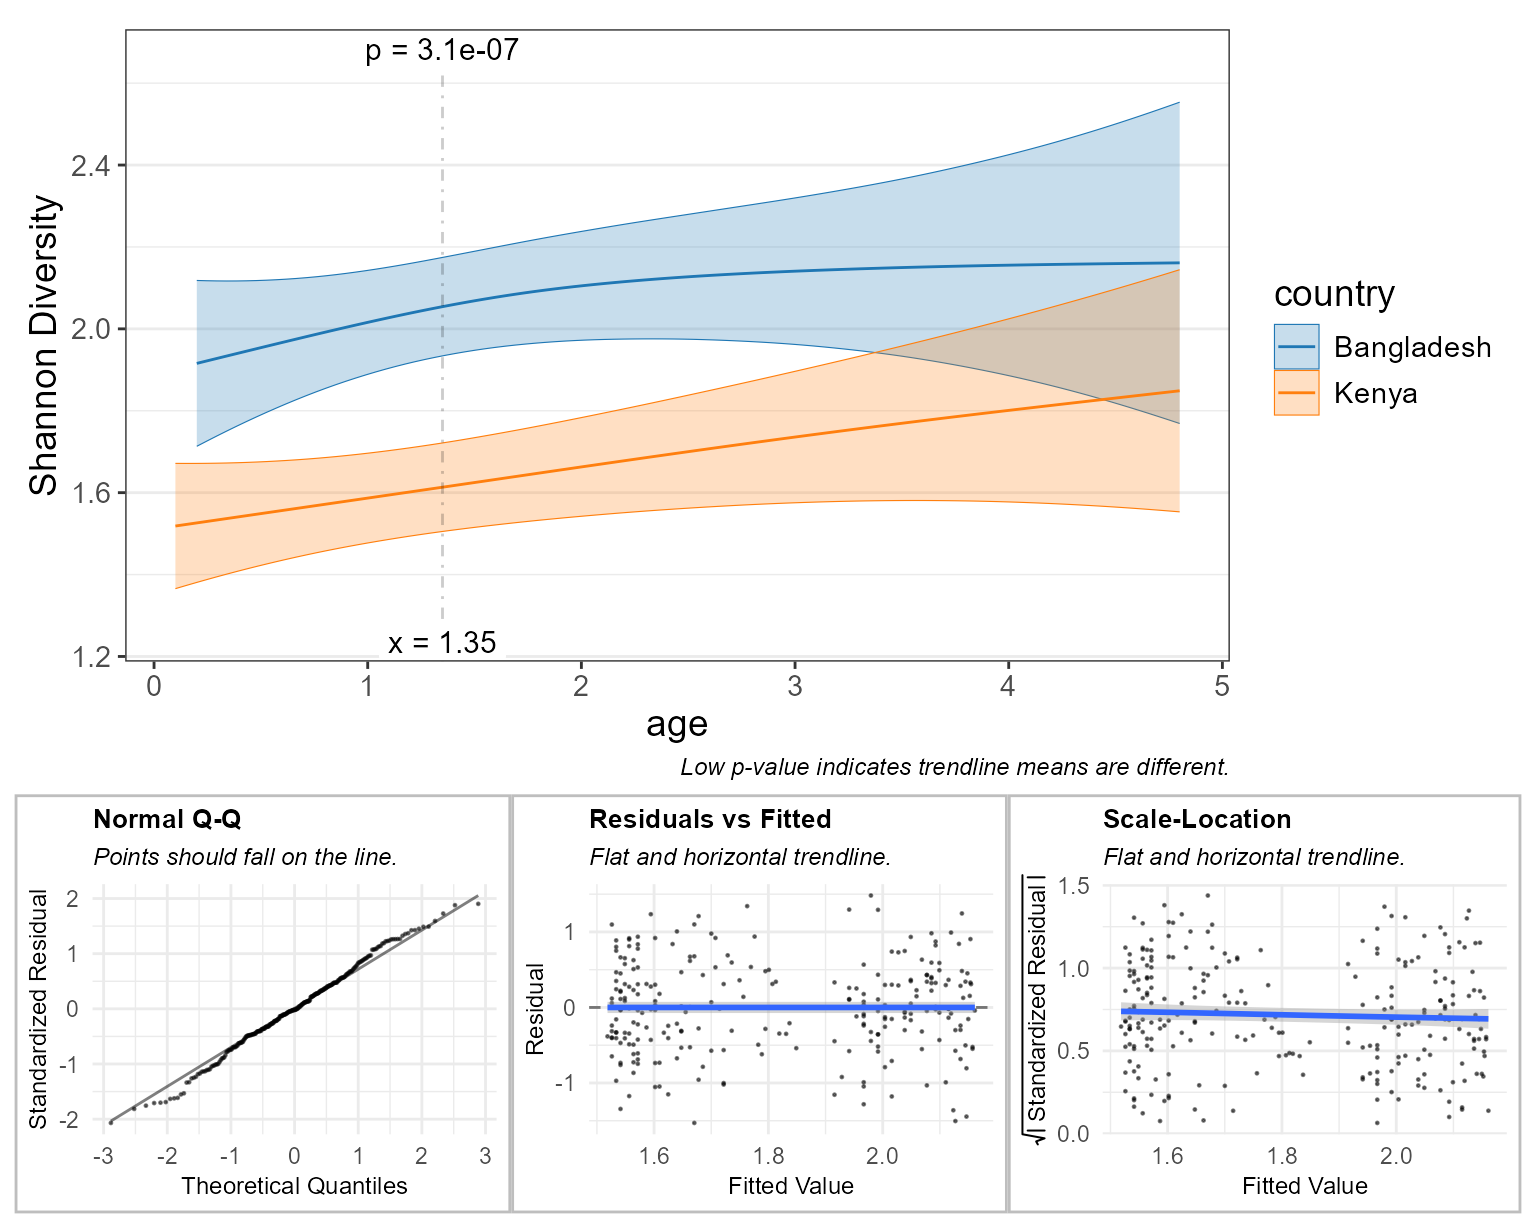 p = 3.1e-07
2.4
2.0
1.6
1.2
Shannon Diversity
x = 1.35
0 1 2 3 4 5
age
country
Bangladesh
Kenya
Low p-value indicates trendline means are different.
Normal Q-Q
Points should fall on the line.
Standardized Residual
2
1
0
-1
-2
-3 -2 -1 0 1 2 3
Theoretical Quantiles
Residuals vs Fitted
Flat and horizontal trendline.
Residual
1
0
-1
1.6 1.8 2.0
Fitted Value
Scale-Location
Flat and horizontal trendline.
√| Standardized Residual |
1.5
1.0
0.5
0.0
1.6 1.8 2.0
Fitted Value